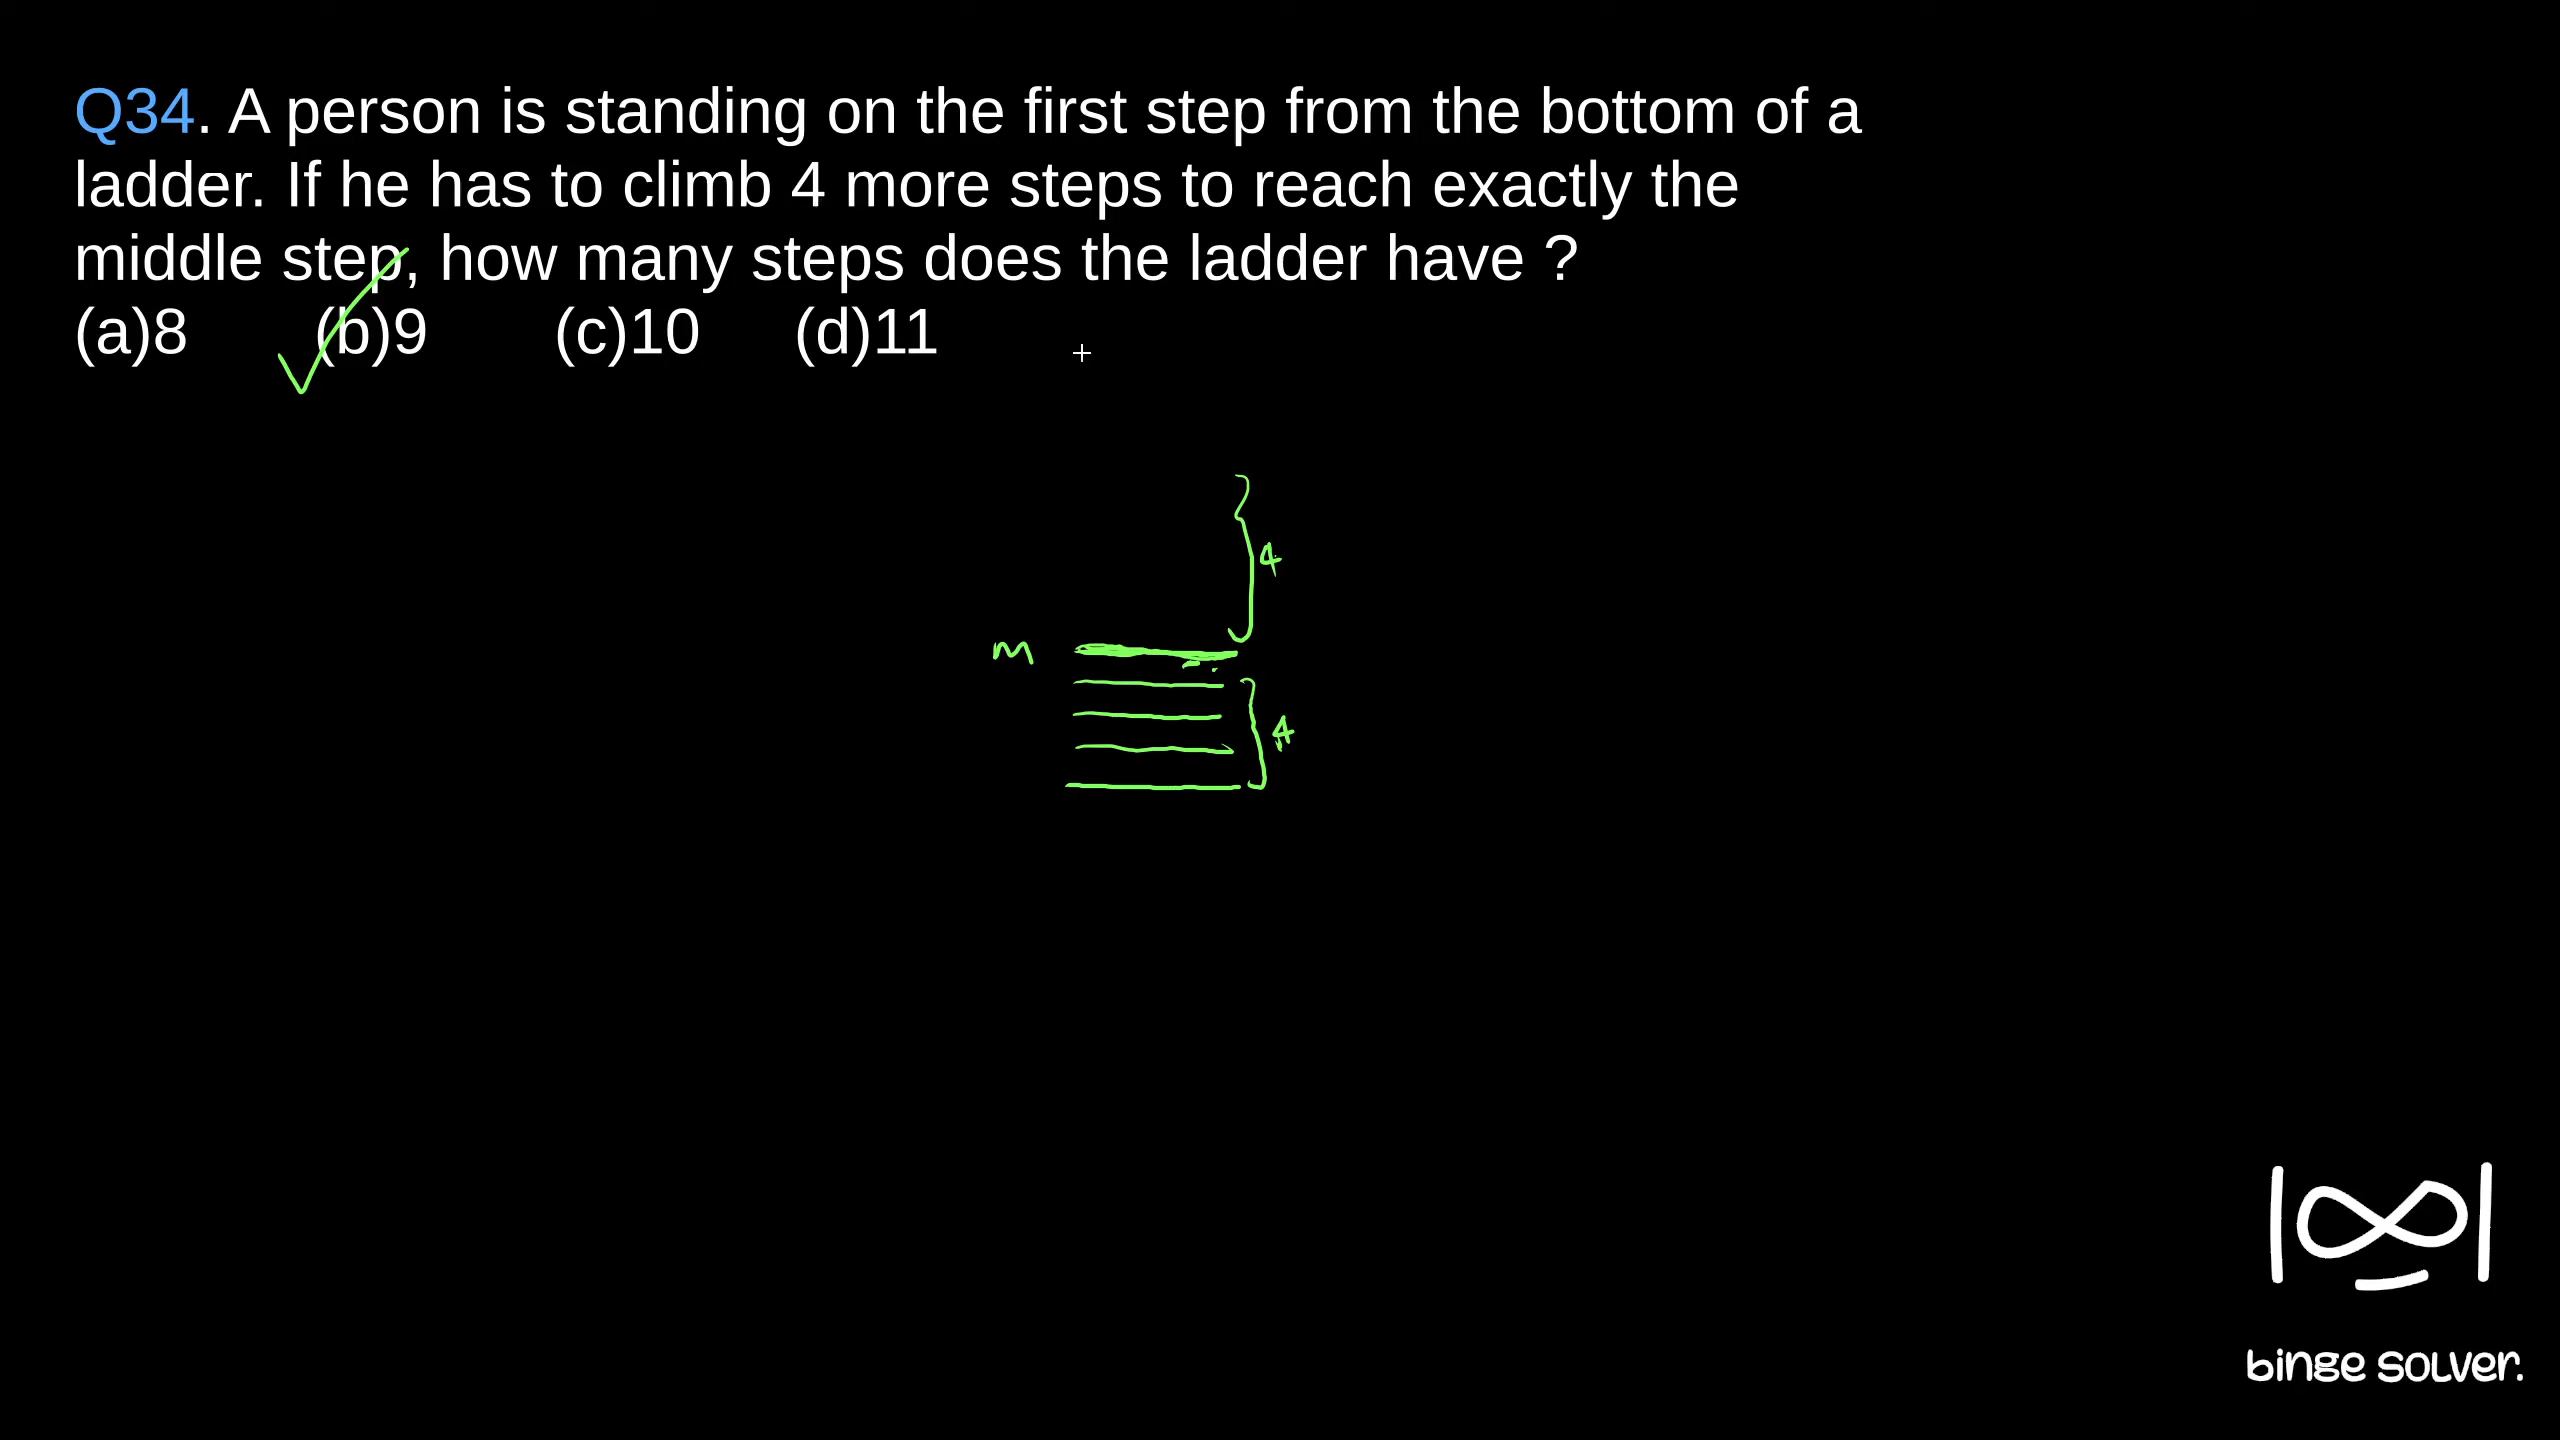 Q34. A person is standing on the first step from the bottom of a
ladder. If he has to climb 4 more steps to reach exactly the
middle step, how many steps does the ladder have ?
(a)8 (b)9 (c)10 (d)11
4
m
4
binge solver.